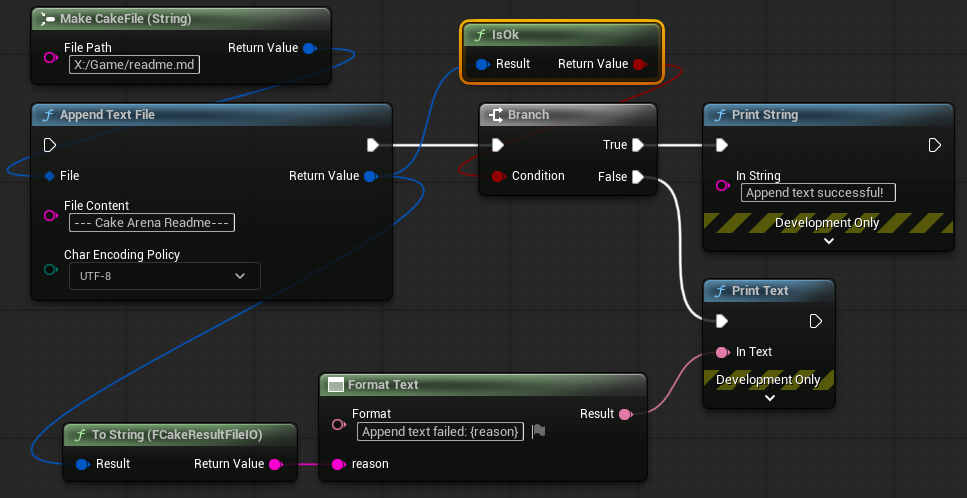 Make CakeFile (String)
File Path
Return Value
X:/Game/readme.md
IsOk
Result
Return Value
Append Text File
File
Return Value
File Content
--- Cake Arena Readme---
Char Encoding Policy
UTF-8
Branch
True
Condition
False
Print String
In String
Append text successful!
Development Only
Print Text
In Text
Development Only
Format Text
Format
Result
Append text failed: {reason}
reason
To String (FCakeResultFileIO)
Result
Return Value